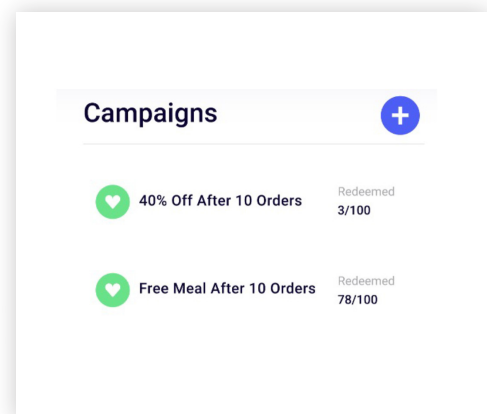 Campaigns
40% Off After 10 Orders
Redeemed
3/100
Free Meal After 10 Orders
Redeemed
78/100